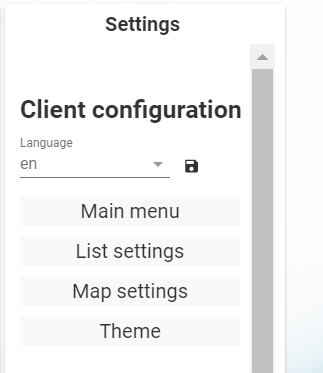 Settings
Client configuration
Language
en
Main menu
List settings
Map settings
Theme